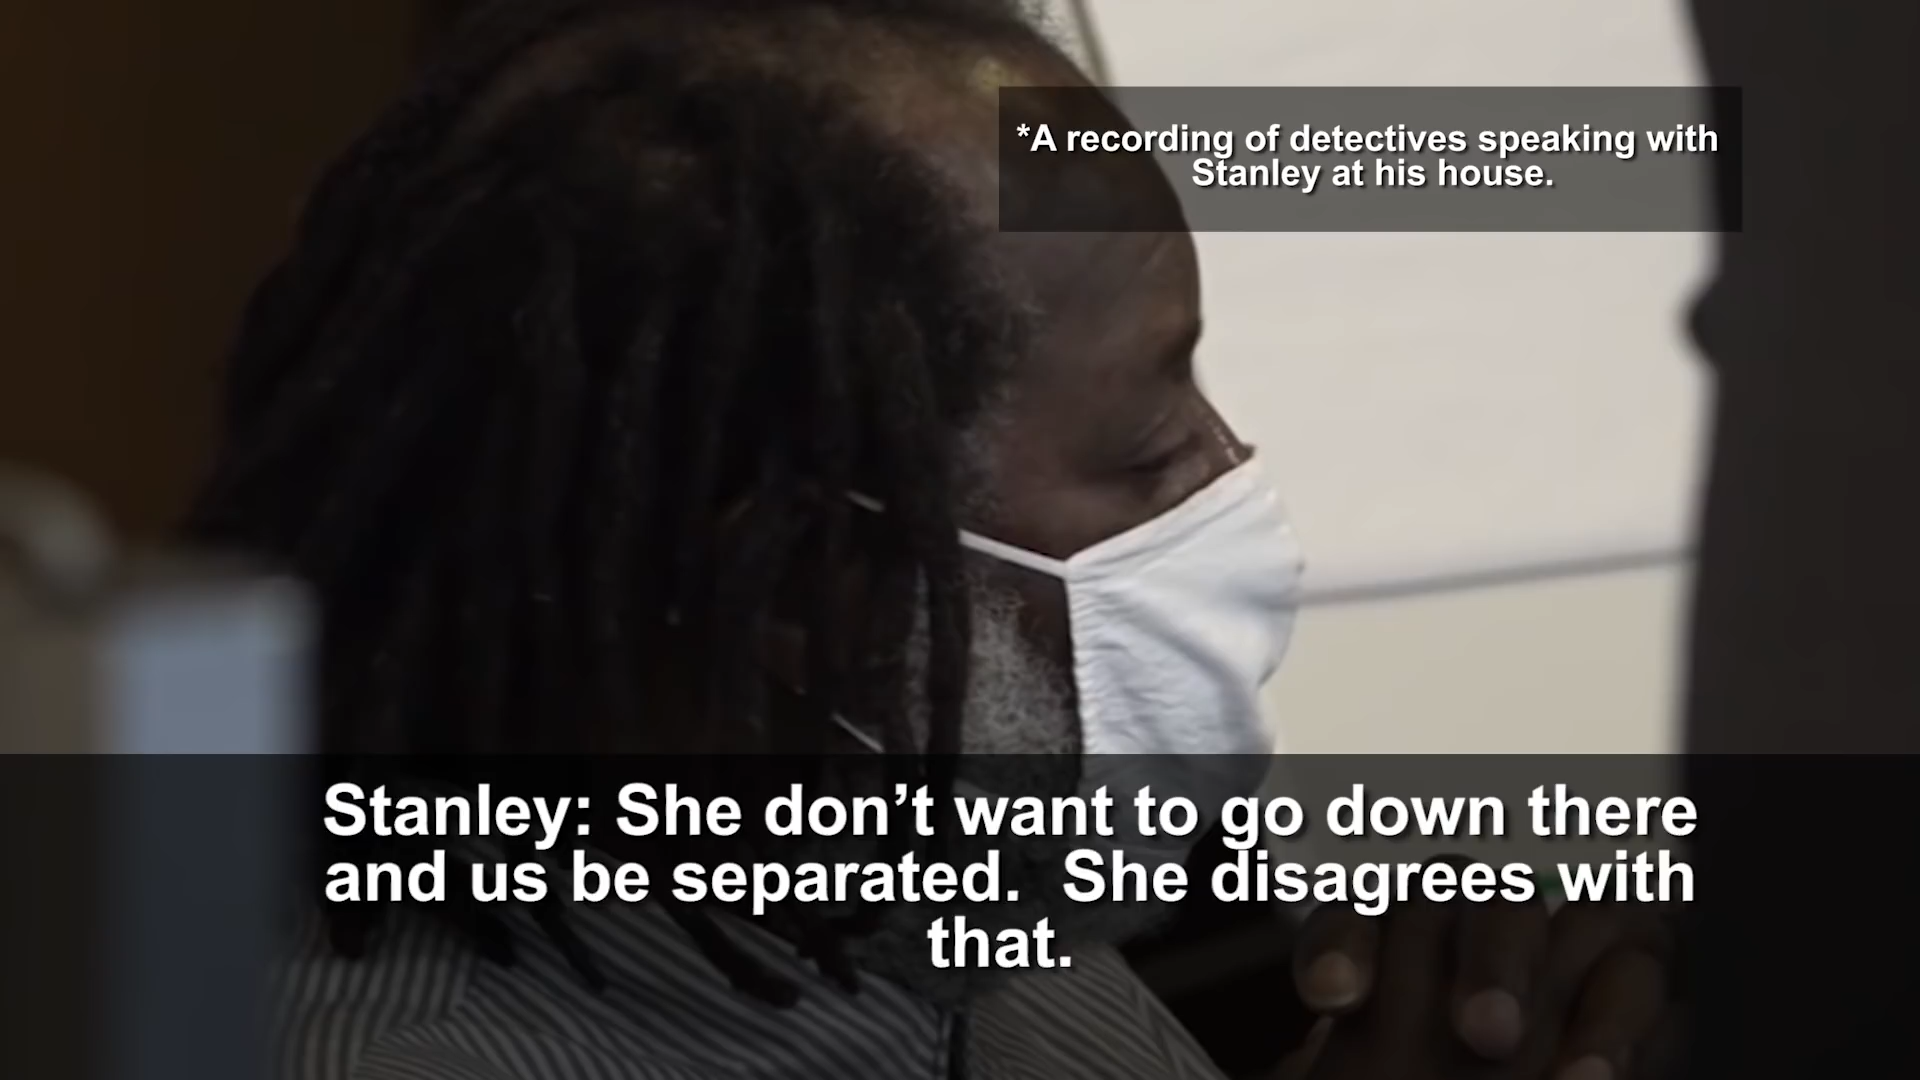 *A recording of detectives speaking with
Stanley at his house.
Stanley: She don’t want to go down there
and us be separated.  She disagrees with
that.